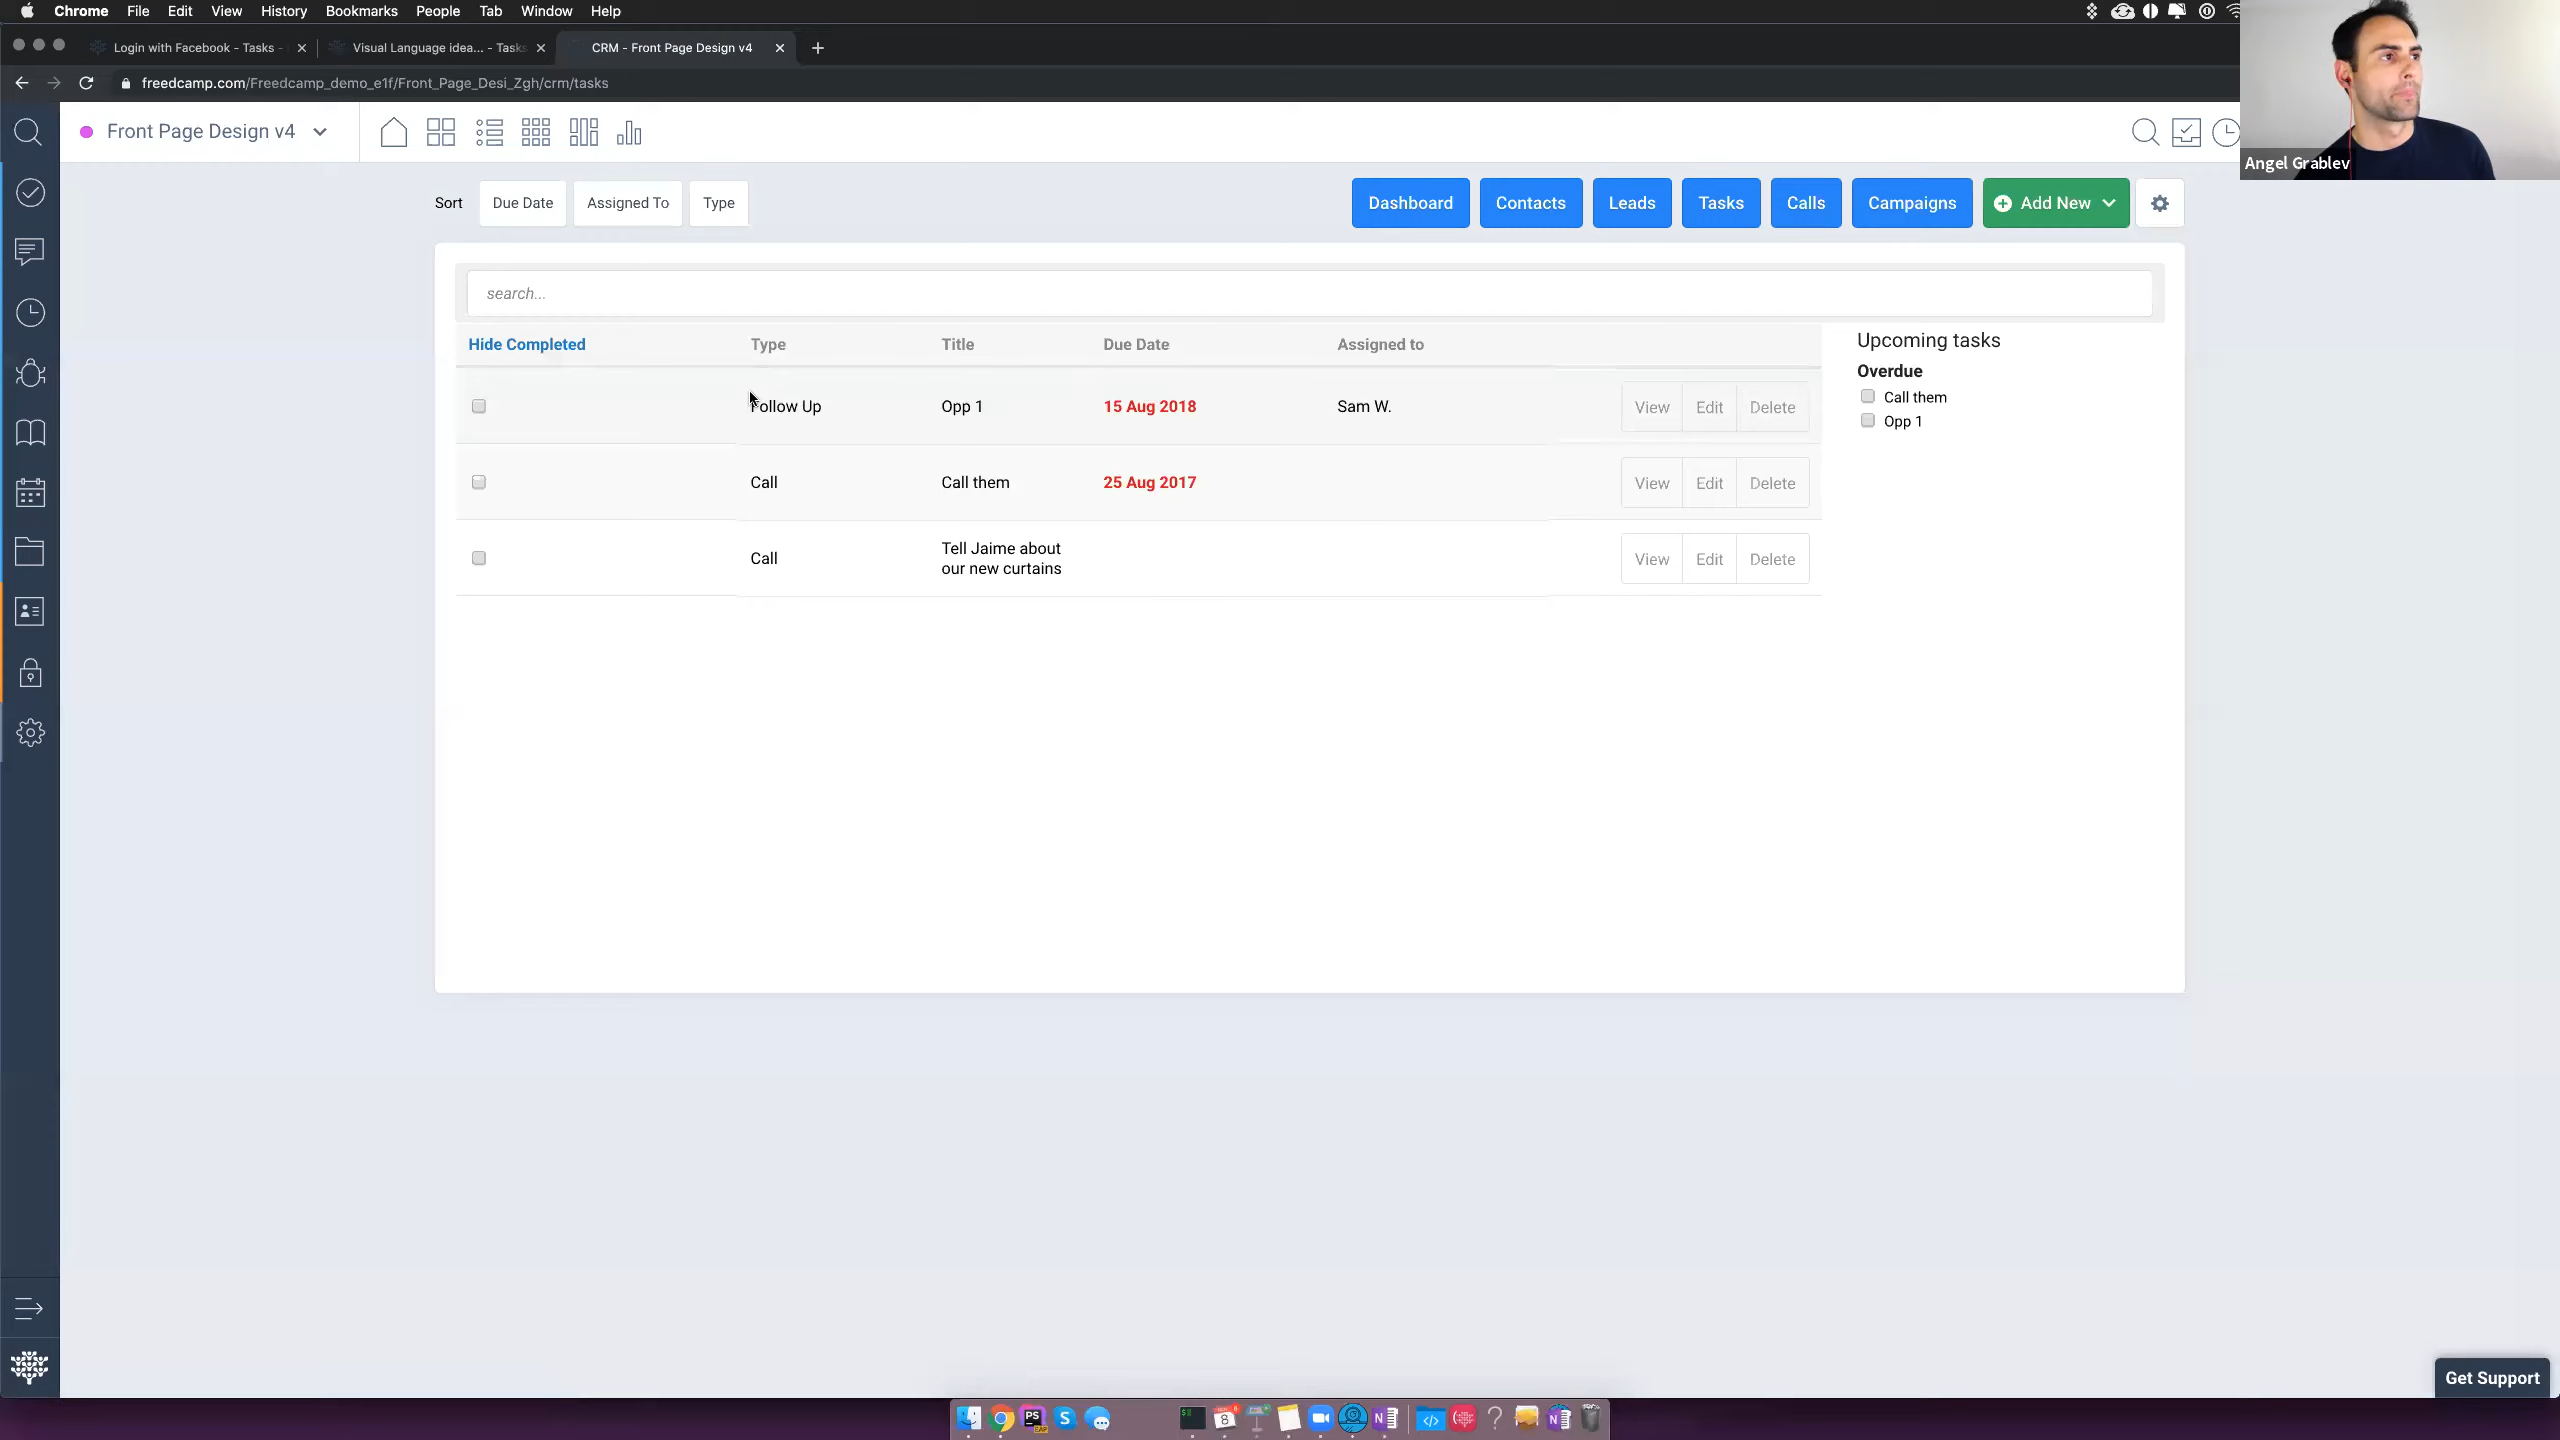 Chrome File Edit View History Bookmarks People Tab Window Help
Login with Facebook - Tasks -
Visual Language idea... - Tasks
CRM - Front Page Design v4
freedcamp.com/Freedcamp_demo_e1f/Front_Page_Desi_Zgh/crm/tasks
Front Page Design v4
Angel Grablev
Sort Due Date Assigned To Type
Dashboard Contacts Leads Tasks Calls Campaigns Add New
search...
Hide Completed Type Title Due Date Assigned to
Follow Up Opp 1 15 Aug 2018 Sam W. View Edit Delete
Call Call them 25 Aug 2017 View Edit Delete
Call Tell Jaime about
our new curtains View Edit Delete
Upcoming tasks
Overdue
Call them
Opp 1
Get Support
PS
EAP
S
8
N
N